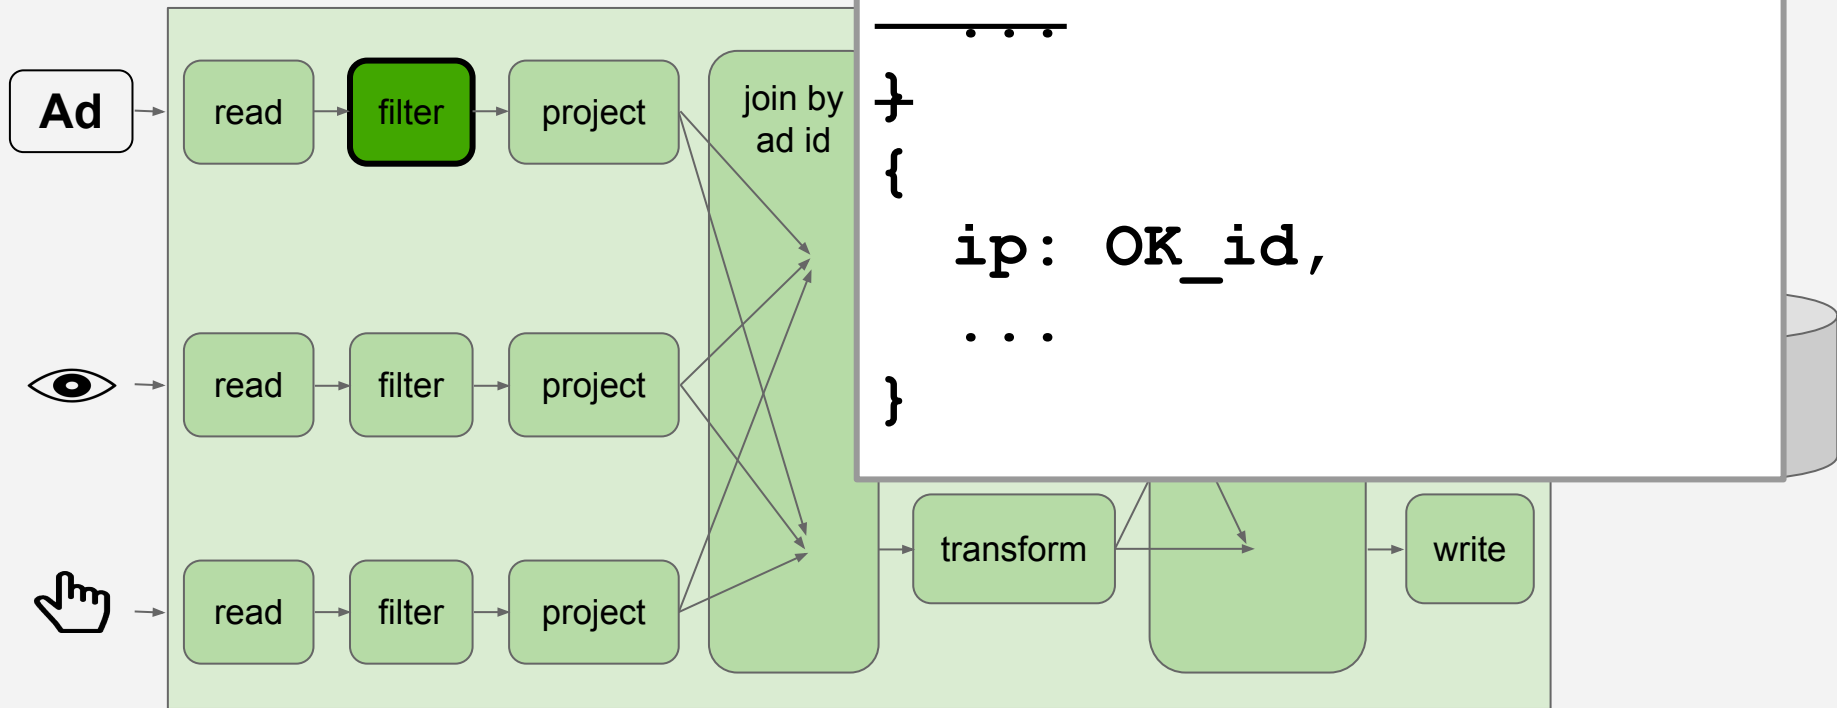 ...
}
{
ip: OK_id,
...
}
Ad
read
filter
project
join by
ad id
read
filter
project
read
filter
project
transform
write